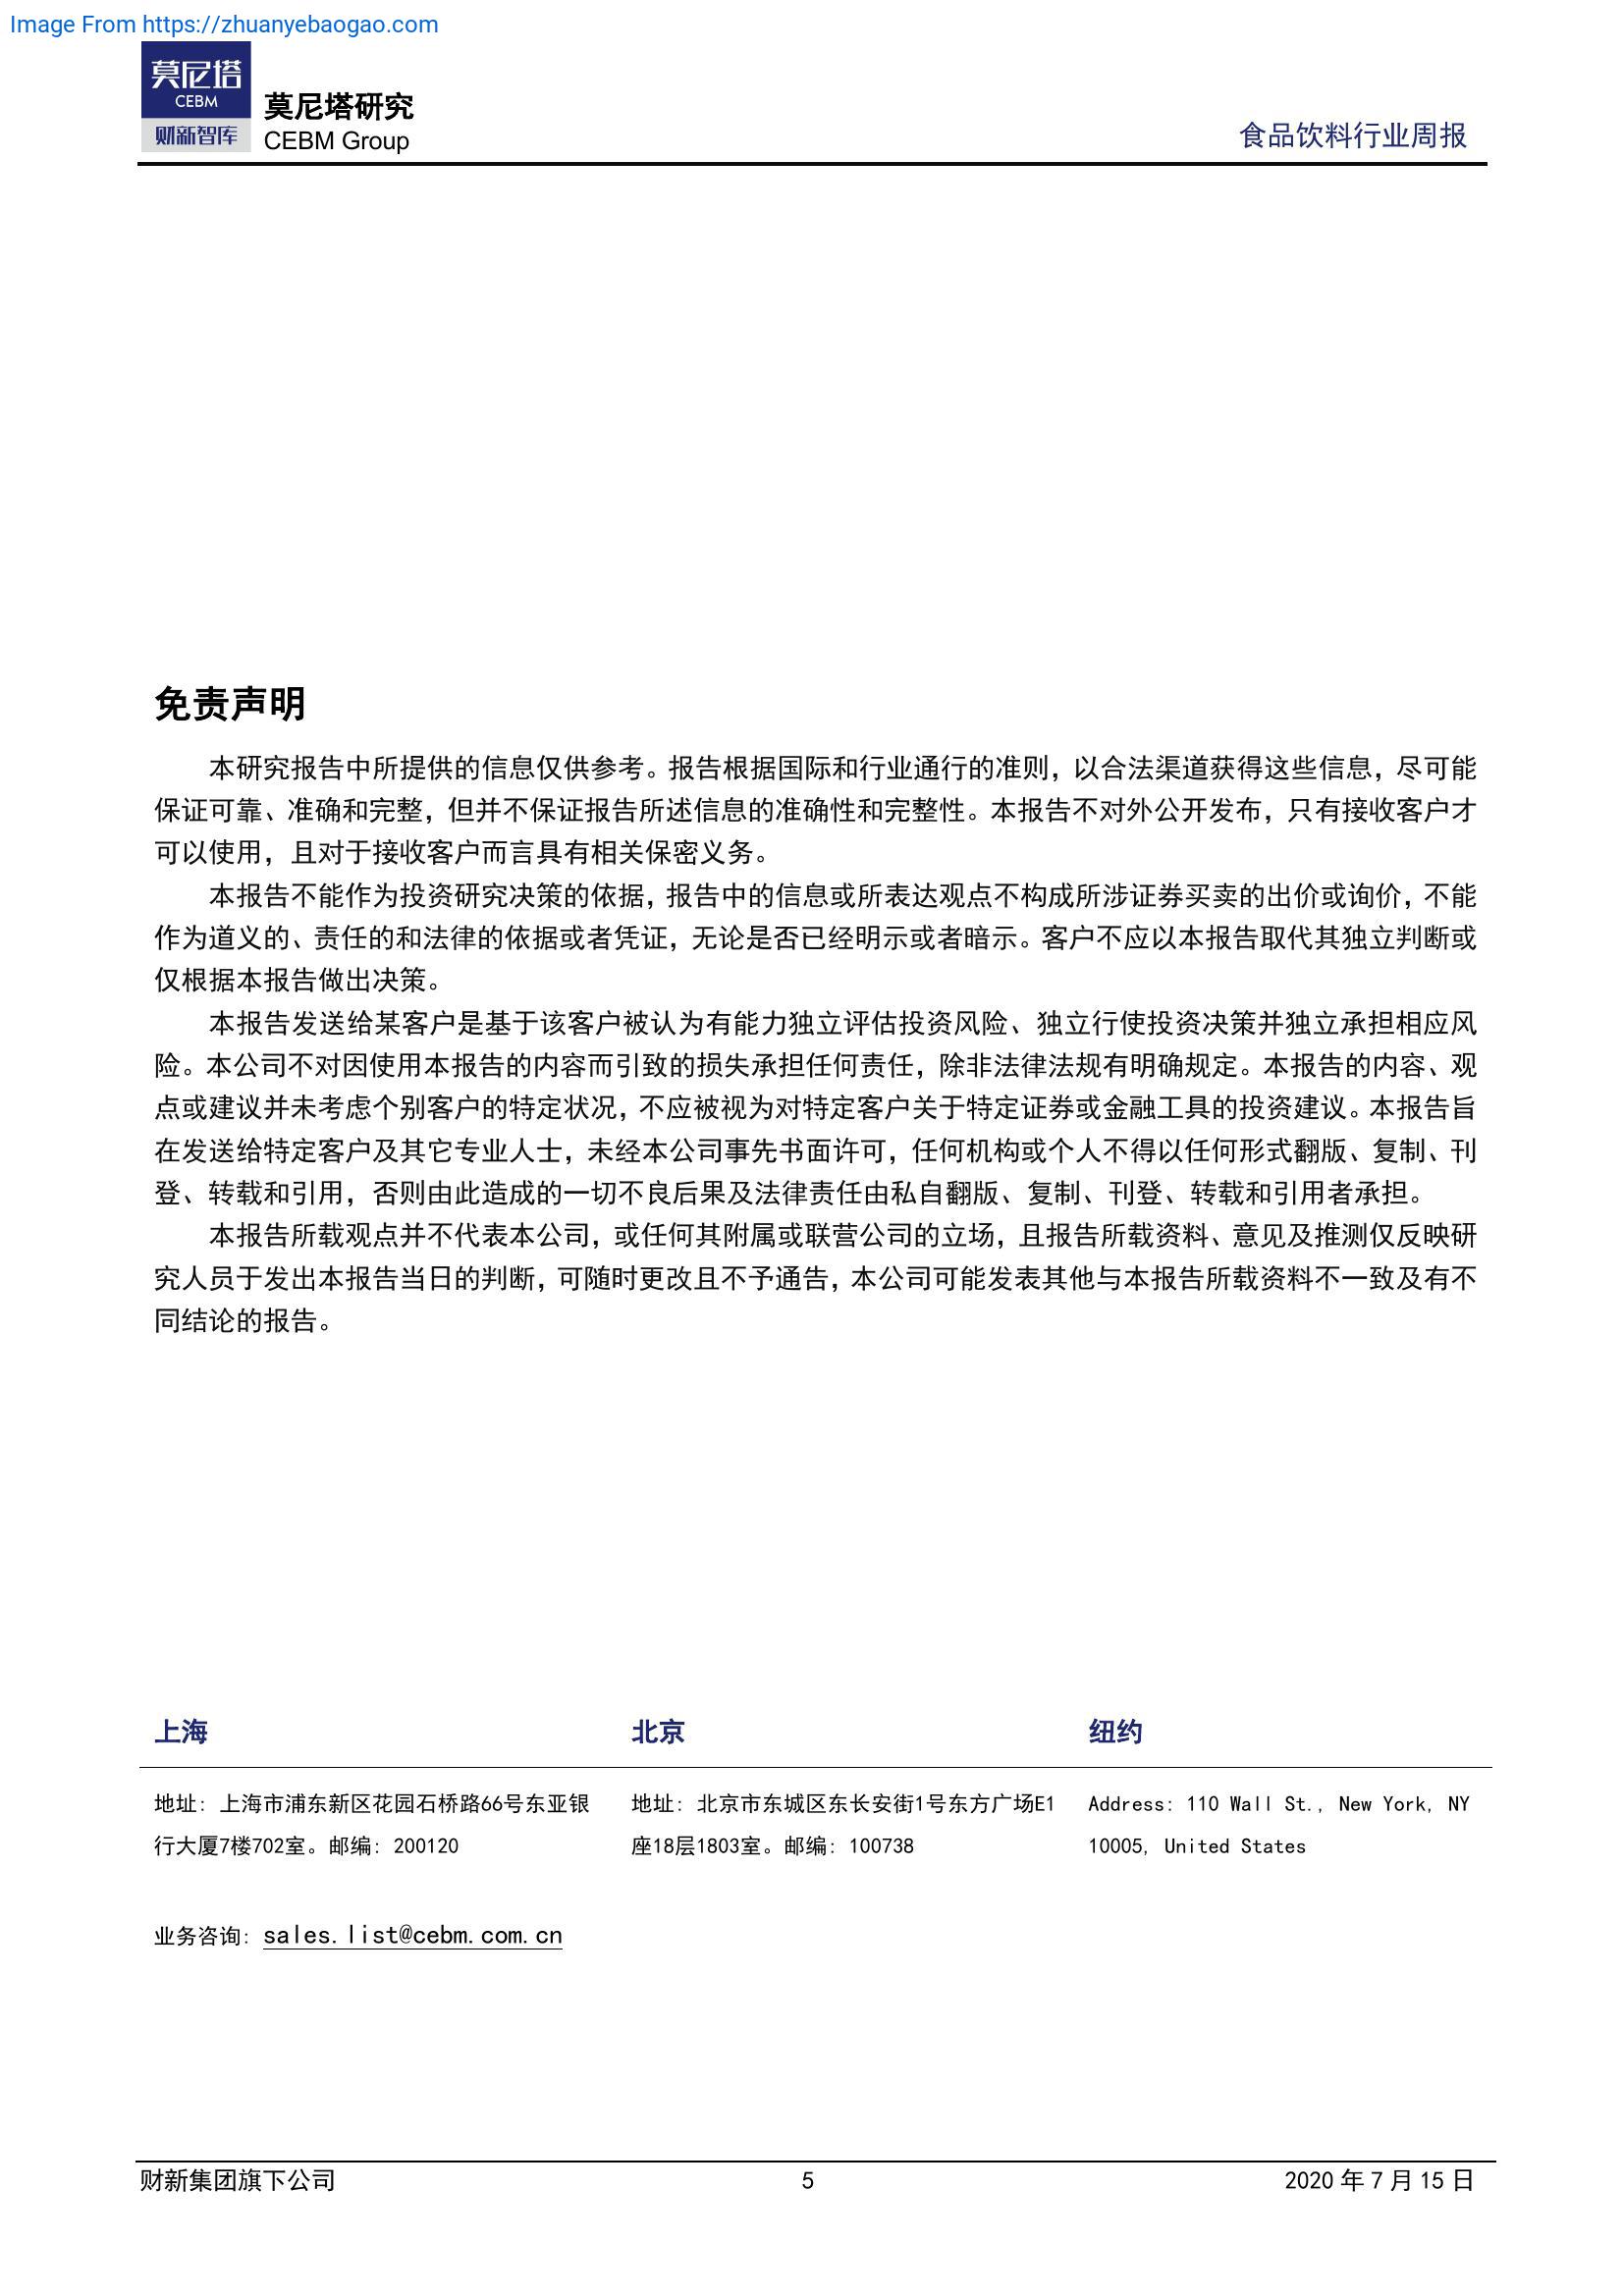 Image From https://zhuanyebaogao.com
莫尼塔
CEBM
财新智库
莫尼塔研究
CEBM Group
食品饮料行业周报
免责声明
本研究报告中所提供的信息仅供参考。报告根据国际和行业通行的准则，以合法渠道获得这些信息，尽可能
保证可靠、准确和完整，但并不保证报告所述信息的准确性和完整性。本报告不对外公开发布，只有接收客户才
可以使用，且对于接收客户而言具有相关保密义务。
本报告不能作为投资研究决策的依据，报告中的信息或所表达观点不构成所涉证券买卖的出价或询价，不能
作为道义的、责任的和法律的依据或者凭证，无论是否已经明示或者暗示。客户不应以本报告取代其独立判断或
仅根据本报告做出决策。
本报告发送给某客户是基于该客户被认为有能力独立评估投资风险、独立行使投资决策并独立承担相应风
险。本公司不对因使用本报告的内容而引致的损失承担任何责任，除非法律法规有明确规定。本报告的内容、观
点或建议并未考虑个别客户的特定状况，不应被视为对特定客户关于特定证券或金融工具的投资建议。本报告旨
在发送给特定客户及其它专业人士，未经本公司事先书面许可，任何机构或个人不得以任何形式翻版、复制、刊
登、转载和引用，否则由此造成的一切不良后果及法律责任由私自翻版、复制、刊登、转载和引用者承担。
本报告所载观点并不代表本公司，或任何其附属或联营公司的立场，且报告所载资料、意见及推测仅反映研
究人员于发出本报告当日的判断，可随时更改且不予通告，本公司可能发表其他与本报告所载资料不一致及有不
同结论的报告。
上海
地址：上海市浦东新区花园石桥路66号东亚银
行大厦7楼702室。邮编：200120
北京
地址：北京市东城区东长安街1号东方广场E1
座18层1803室。邮编：100738
纽约
Address: 110 Wall St., New York, NY
10005, United States
业务咨询：sales.list@cebm.com.cn
财新集团旗下公司
5
2020 年 7 月 15 日